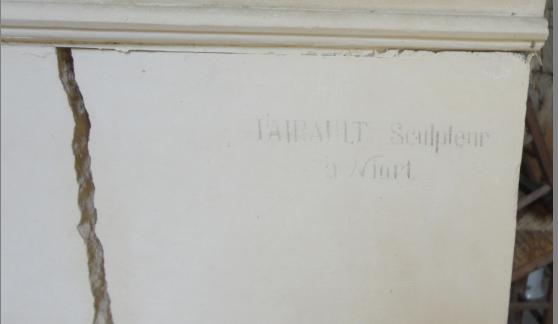 TAIRAULT Sculpteur
à Niort